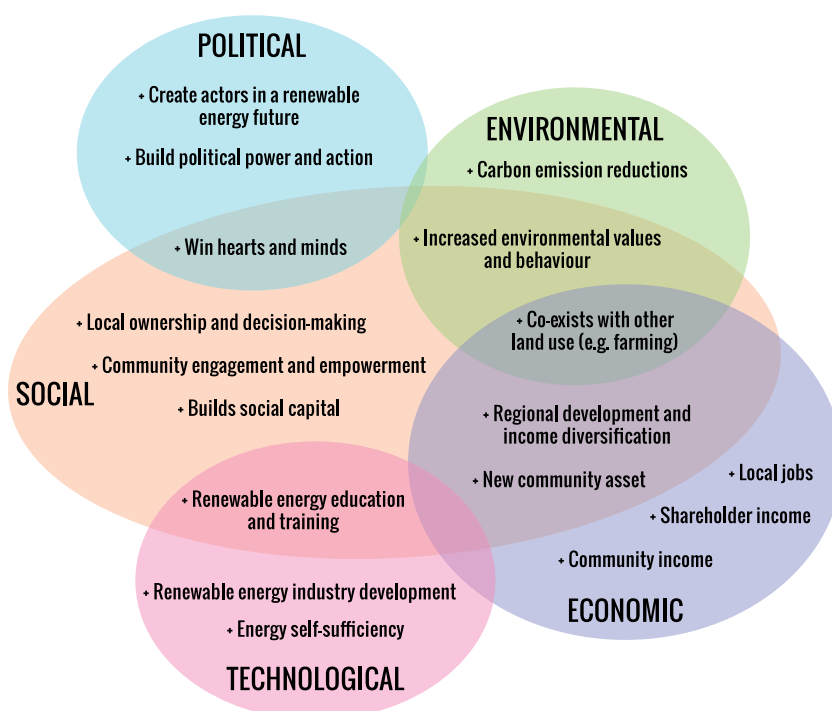 POLITICAL
+ Create actors in a renewable
energy future
+ Build political power and action
ENVIRONMENTAL
+ Carbon emission reductions
+ Win hearts and minds
+ Increased environmental values
and behaviour
+ Local ownership and decision-making
+ Co-exists with other
land use (e.g. farming)
+ Community engagement and empowerment
SOCIAL
+ Builds social capital
+ Regional development and
income diversification
+ New community asset
+ Local jobs
+ Shareholder income
+ Community income
ECONOMIC
+ Renewable energy education
and training
+ Renewable energy industry development
+ Energy self-sufficiency
TECHNOLOGICAL